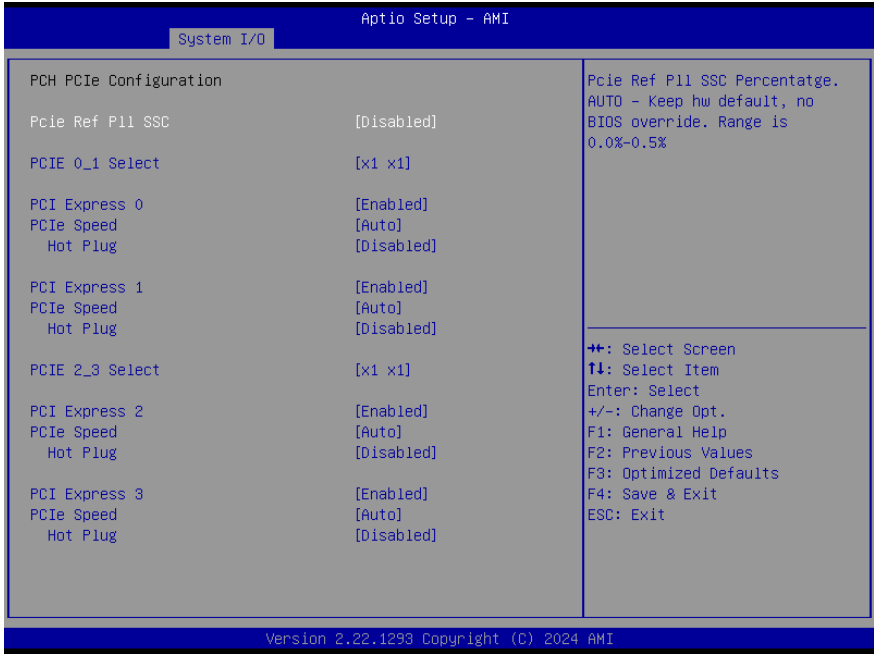 Aptio Setup – AMI
System I/O
PCH PCIe Configuration
Pcie Ref Pll SSC [Disabled]
PCIE 0_1 Select [x1 x1]
PCI Express 0 [Enabled]
PCIe Speed [Auto]
Hot Plug [Disabled]
PCI Express 1 [Enabled]
PCIe Speed [Auto]
Hot Plug [Disabled]
PCIE 2_3 Select [x1 x1]
PCI Express 2 [Enabled]
PCIe Speed [Auto]
Hot Plug [Disabled]
PCI Express 3 [Enabled]
PCIe Speed [Auto]
Hot Plug [Disabled]
Pcie Ref Pll SSC Percentatge.
AUTO – Keep hw default, no
BIOS override. Range is
0.0%-0.5%
→←: Select Screen
↑↓: Select Item
Enter: Select
+/-: Change Opt.
F1: General Help
F2: Previous Values
F3: Optimized Defaults
F4: Save & Exit
ESC: Exit
Version 2.22.1293 Copyright (C) 2024 AMI